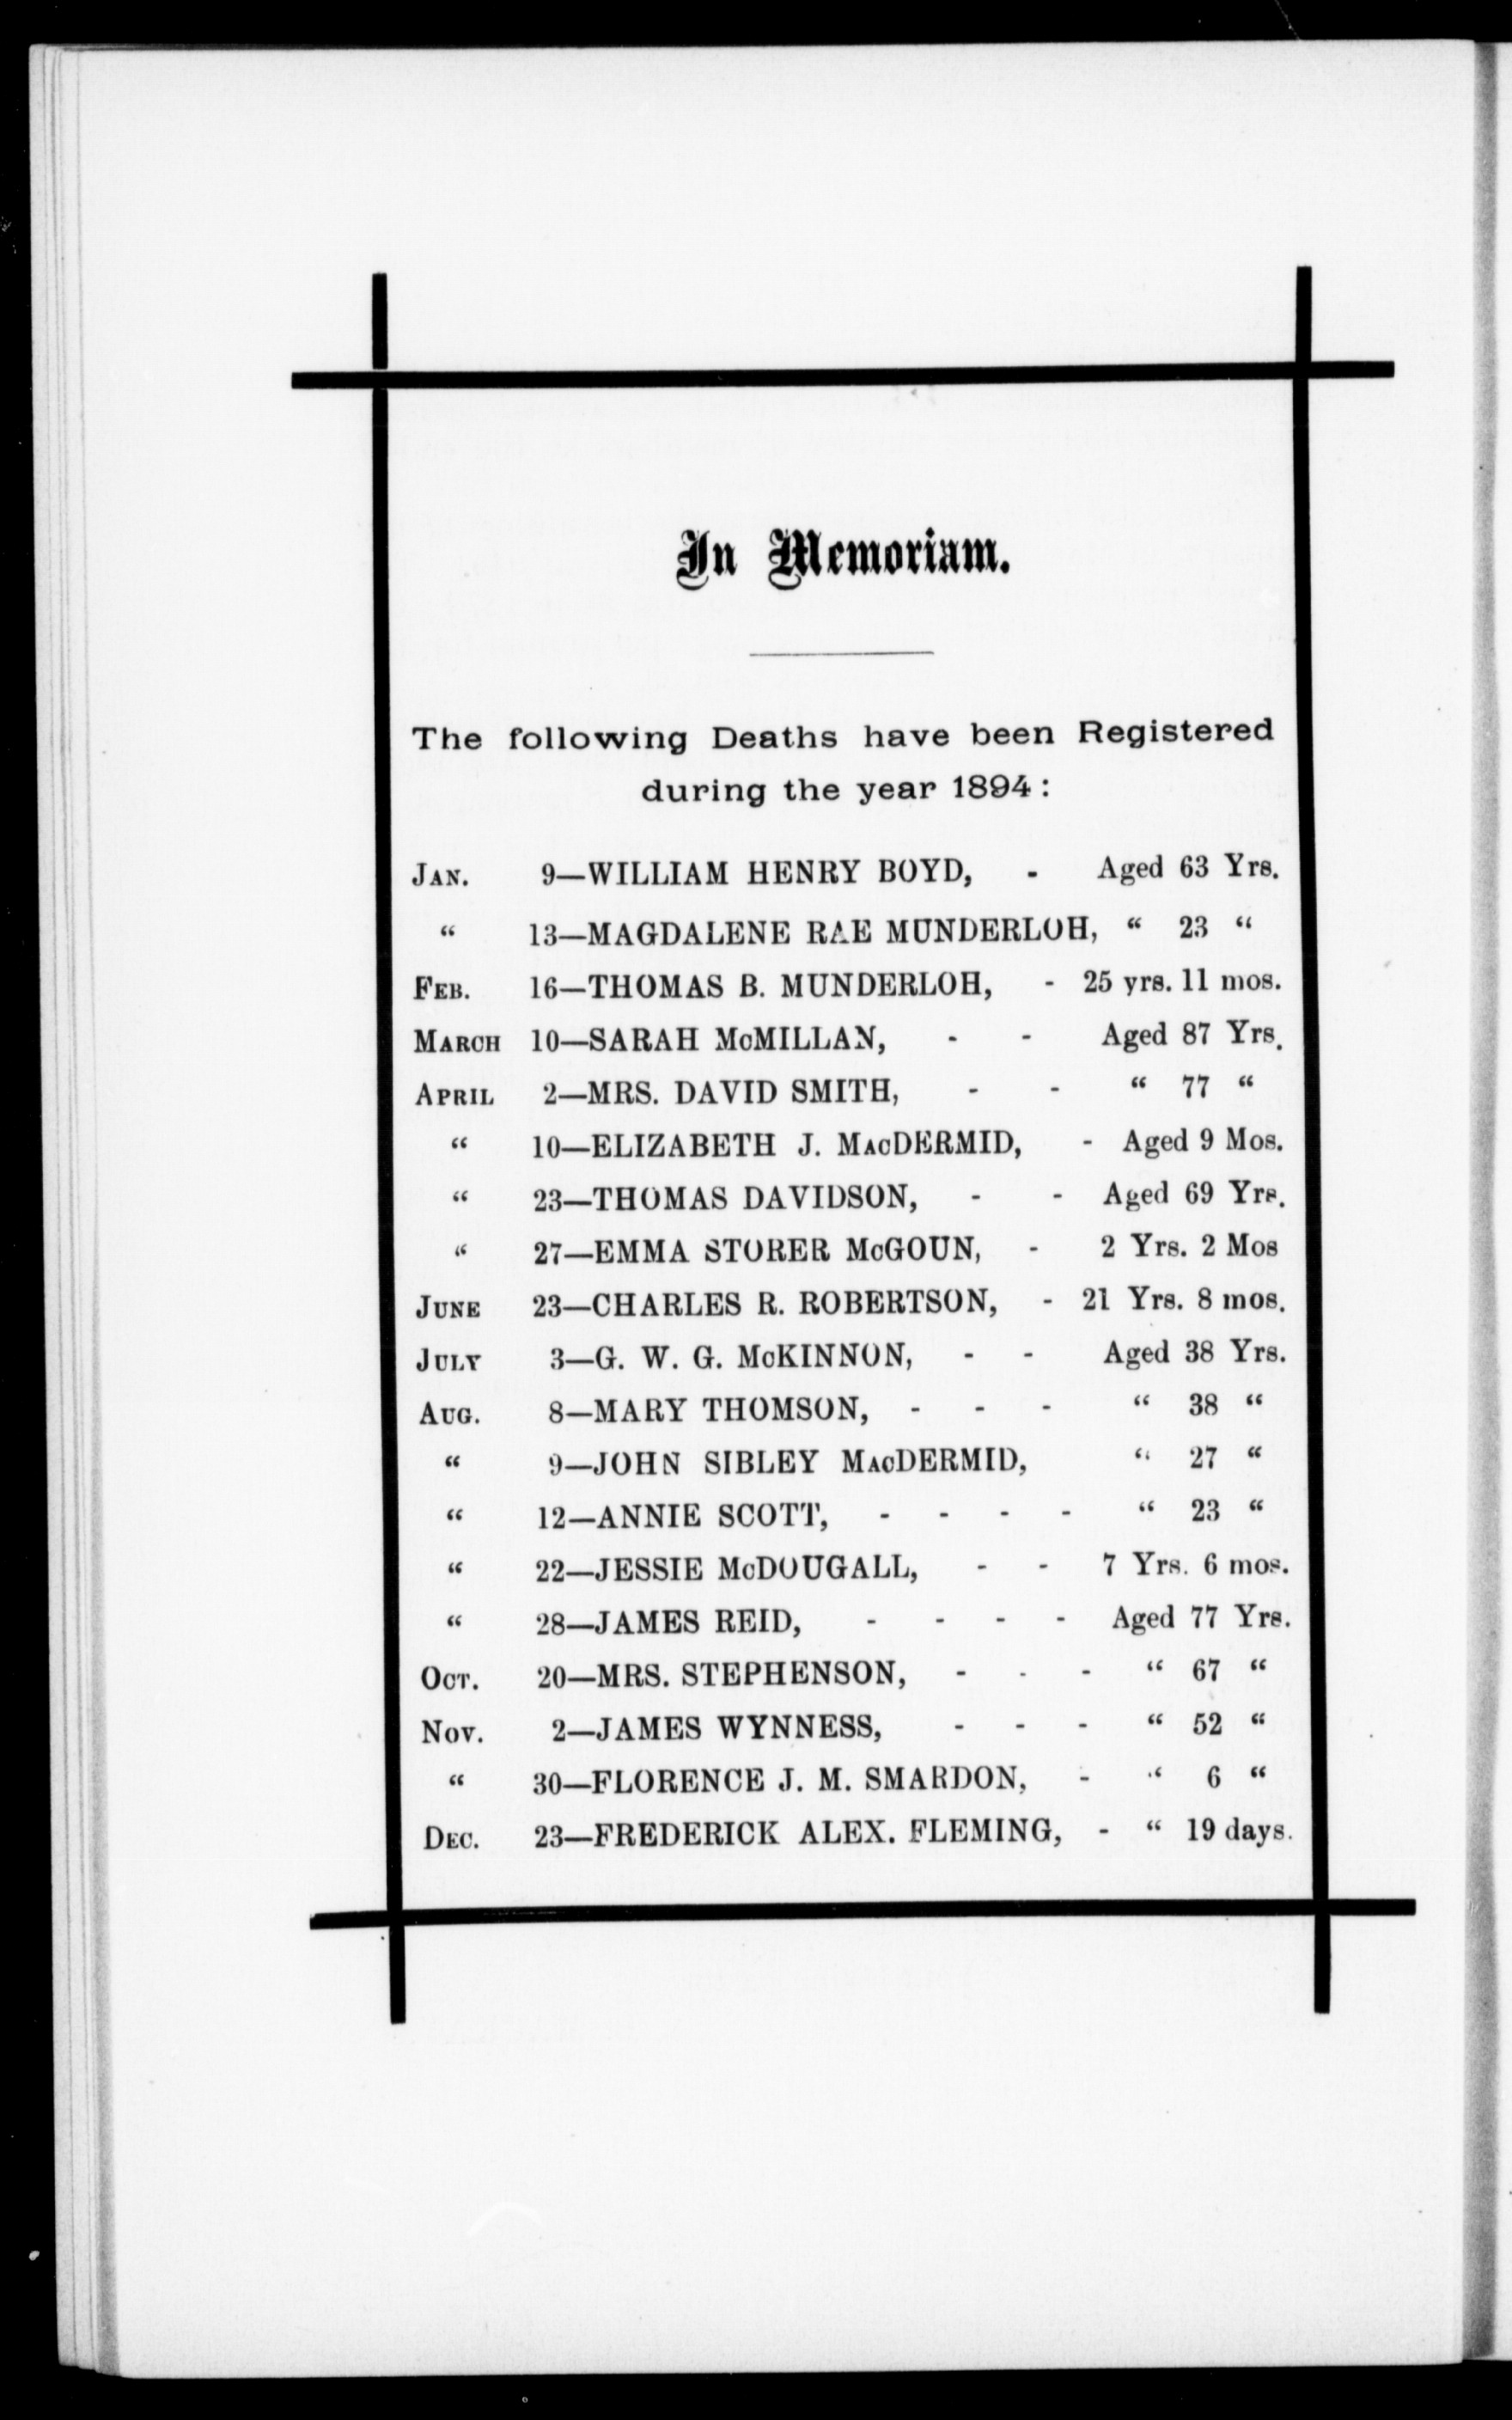 In Memoriam.
The following Deaths have been Registered
during the year 1894:
JAN. 9—WILLIAM HENRY BOYD, - Aged 63 Yrs.
“ 13—MAGDALENE RAE MUNDERLOH, “ 23 “
FEB. 16—THOMAS B. MUNDERLOH, - 25 yrs. 11 mos.
MARCH 10—SARAH McMILLAN, - - Aged 87 Yrs.
APRIL 2—MRS. DAVID SMITH, - - “ 77 “
“ 10—ELIZABETH J. MacDERMID, - Aged 9 Mos.
“ 23—THOMAS DAVIDSON, - - Aged 69 Yrs.
“ 27—EMMA STORER McGOUN, - 2 Yrs. 2 Mos
JUNE 23—CHARLES R. ROBERTSON, - 21 Yrs. 8 mos.
JULY 3—G. W. G. McKINNON, - - Aged 38 Yrs.
AUG. 8—MARY THOMSON, - - - “ 38 “
“ 9—JOHN SIBLEY MacDERMID, “ 27 “
“ 12—ANNIE SCOTT, - - - - “ 23 “
“ 22—JESSIE McDOUGALL, - - 7 Yrs. 6 mos.
“ 28—JAMES REID, - - - - Aged 77 Yrs.
OCT. 20—MRS. STEPHENSON, - - - “ 67 “
NOV. 2—JAMES WYNNESS, - - - “ 52 “
“ 30—FLORENCE J. M. SMARDON, - “ 6 “
DEC. 23—FREDERICK ALEX. FLEMING, - “ 19 days.